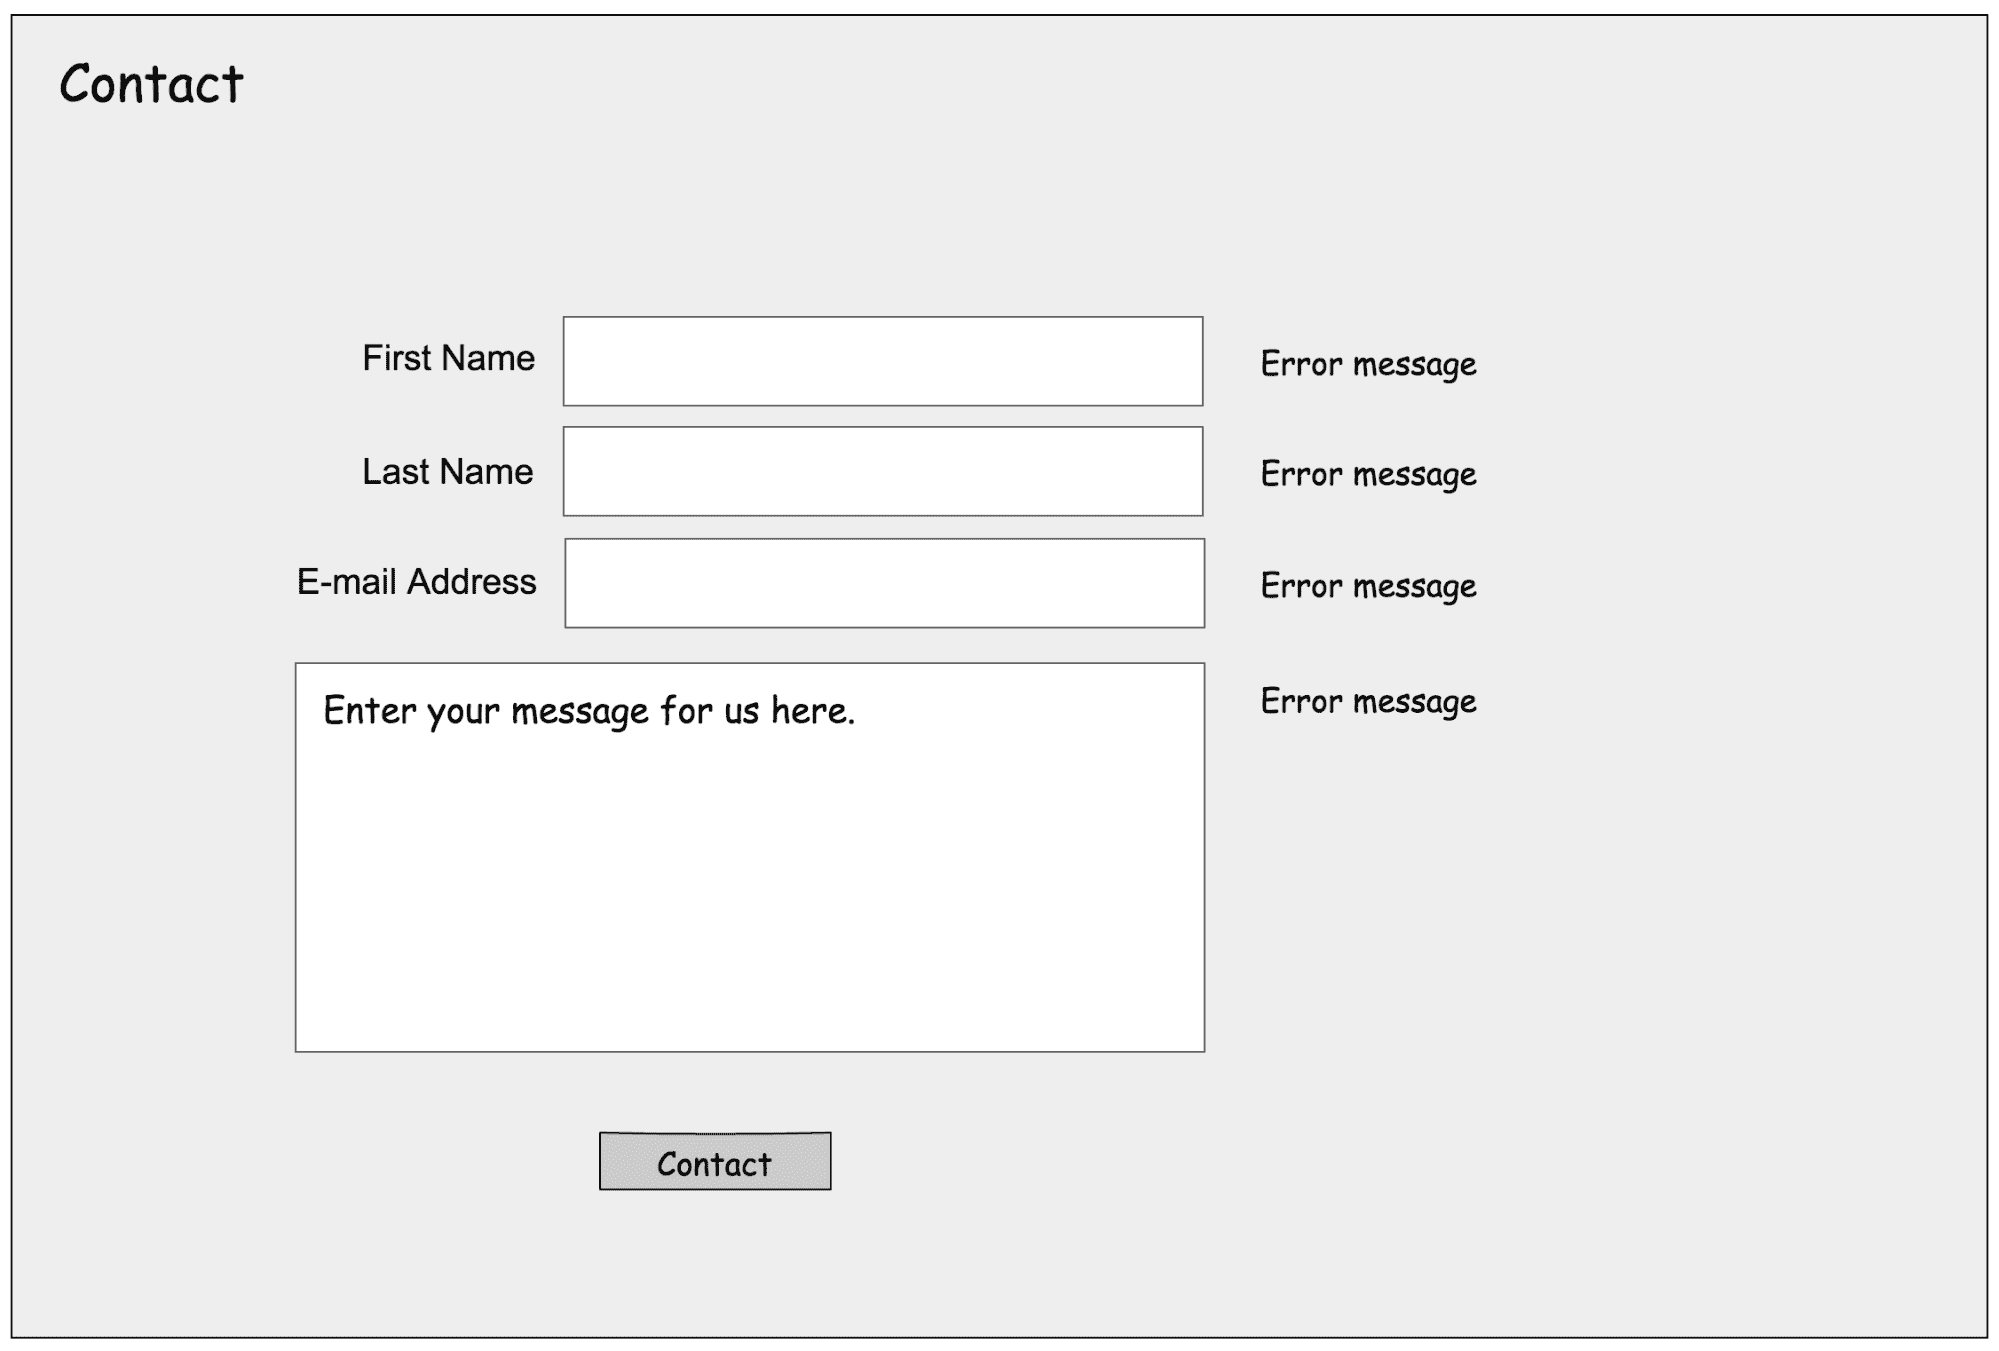 Contact
First Name
Error message
Last Name
Error message
E-mail Address
Error message
Enter your message for us here.
Error message
Contact